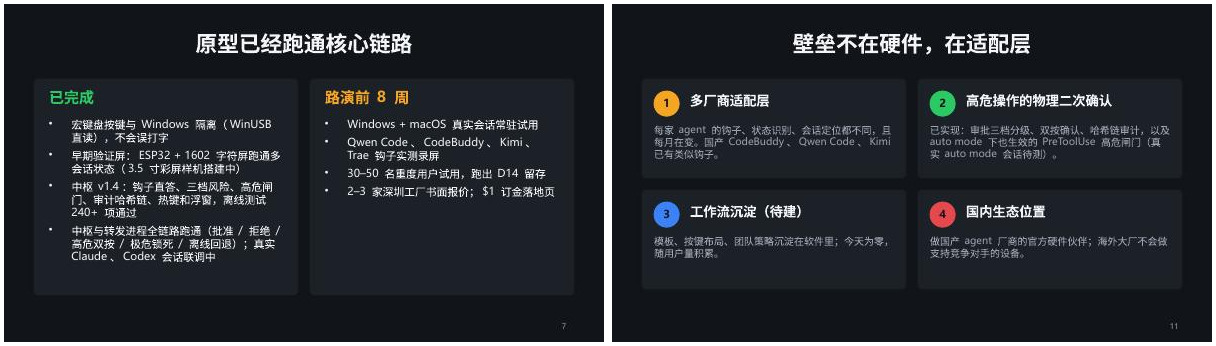 原型已经跑通核心链路
已完成
• 宏键盘按键与 Windows 隔离（WinUSB
直读），不会误打字
• 早期验证屏：ESP32 + 1602 字符屏跑通多
会话状态（3.5 寸彩屏样机搭建中）
• 中枢 v1.4：钩子直答、三档风险、高危闸
门、审计哈希链、热键和浮窗，离线测试
240+ 项通过
• 中枢与转发进程全链路跑通（批准 / 拒绝 /
高危双按 / 极危锁死 / 离线回退）；真实
Claude、Codex 会话联调中
路演前 8 周
• Windows + macOS 真实会话常驻试用
• Qwen Code、CodeBuddy、Kimi、
Trae 钩子实测录屏
• 30–50 名重度用户试用，跑出 D14 留存
• 2–3 家深圳工厂书面报价；$1 订金落地页
7
壁垒不在硬件，在适配层
1 多厂商适配层
每家 agent 的钩子、状态识别、会话定位都不同，且
每月在变。国产 CodeBuddy、Qwen Code、Kimi
已有类似钩子。
2 高危操作的物理二次确认
已实现：审批三档分级、双按确认、哈希链审计，以及
auto mode 下也生效的 PreToolUse 高危闸门（真
实 auto mode 会话待测）。
3 工作流沉淀（待建）
模板、按键布局、团队策略沉淀在软件里；今天为零，
随用户量积累。
4 国内生态位置
做国产 agent 厂商的官方硬件伙伴；海外大厂不会做
支持竞争对手的设备。
11